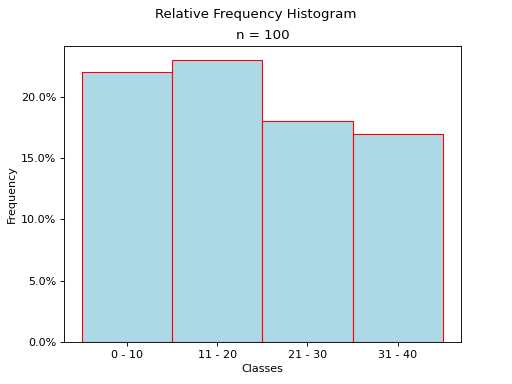 Relative Frequency Histogram
n = 100
20.0%
15.0%
10.0%
5.0%
0.0%
Frequency
0 - 10 11 - 20 21 - 30 31 - 40
Classes